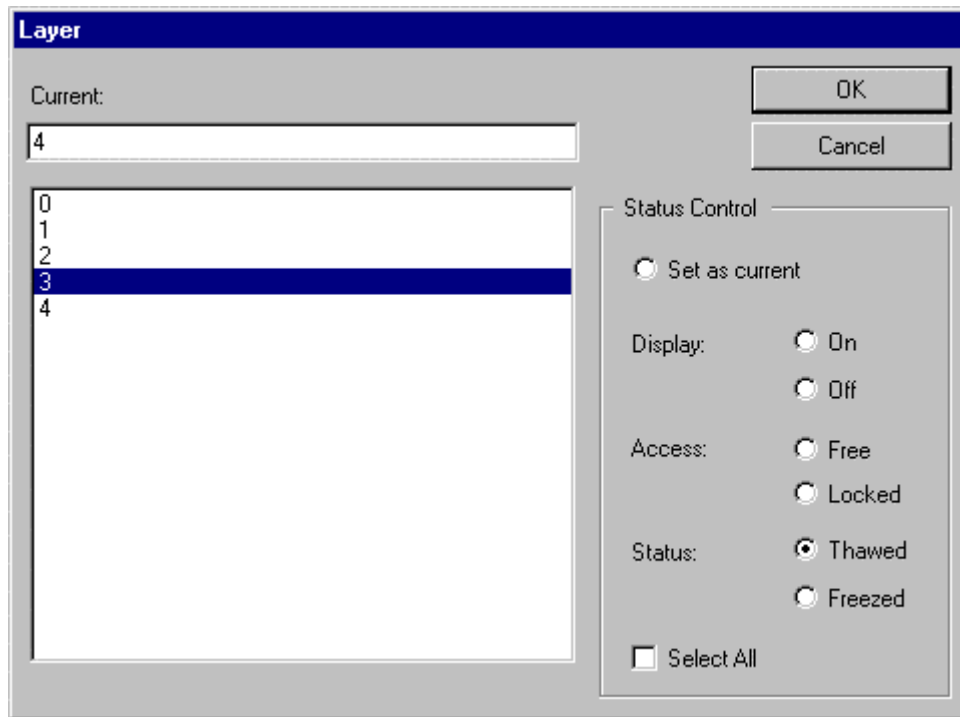 Layer
Current:
OK
4
Cancel
0
1
2
3
4
Status Control
Set as current
Display:
On
Off
Access:
Free
Locked
Status:
Thawed
Freezed
Select All